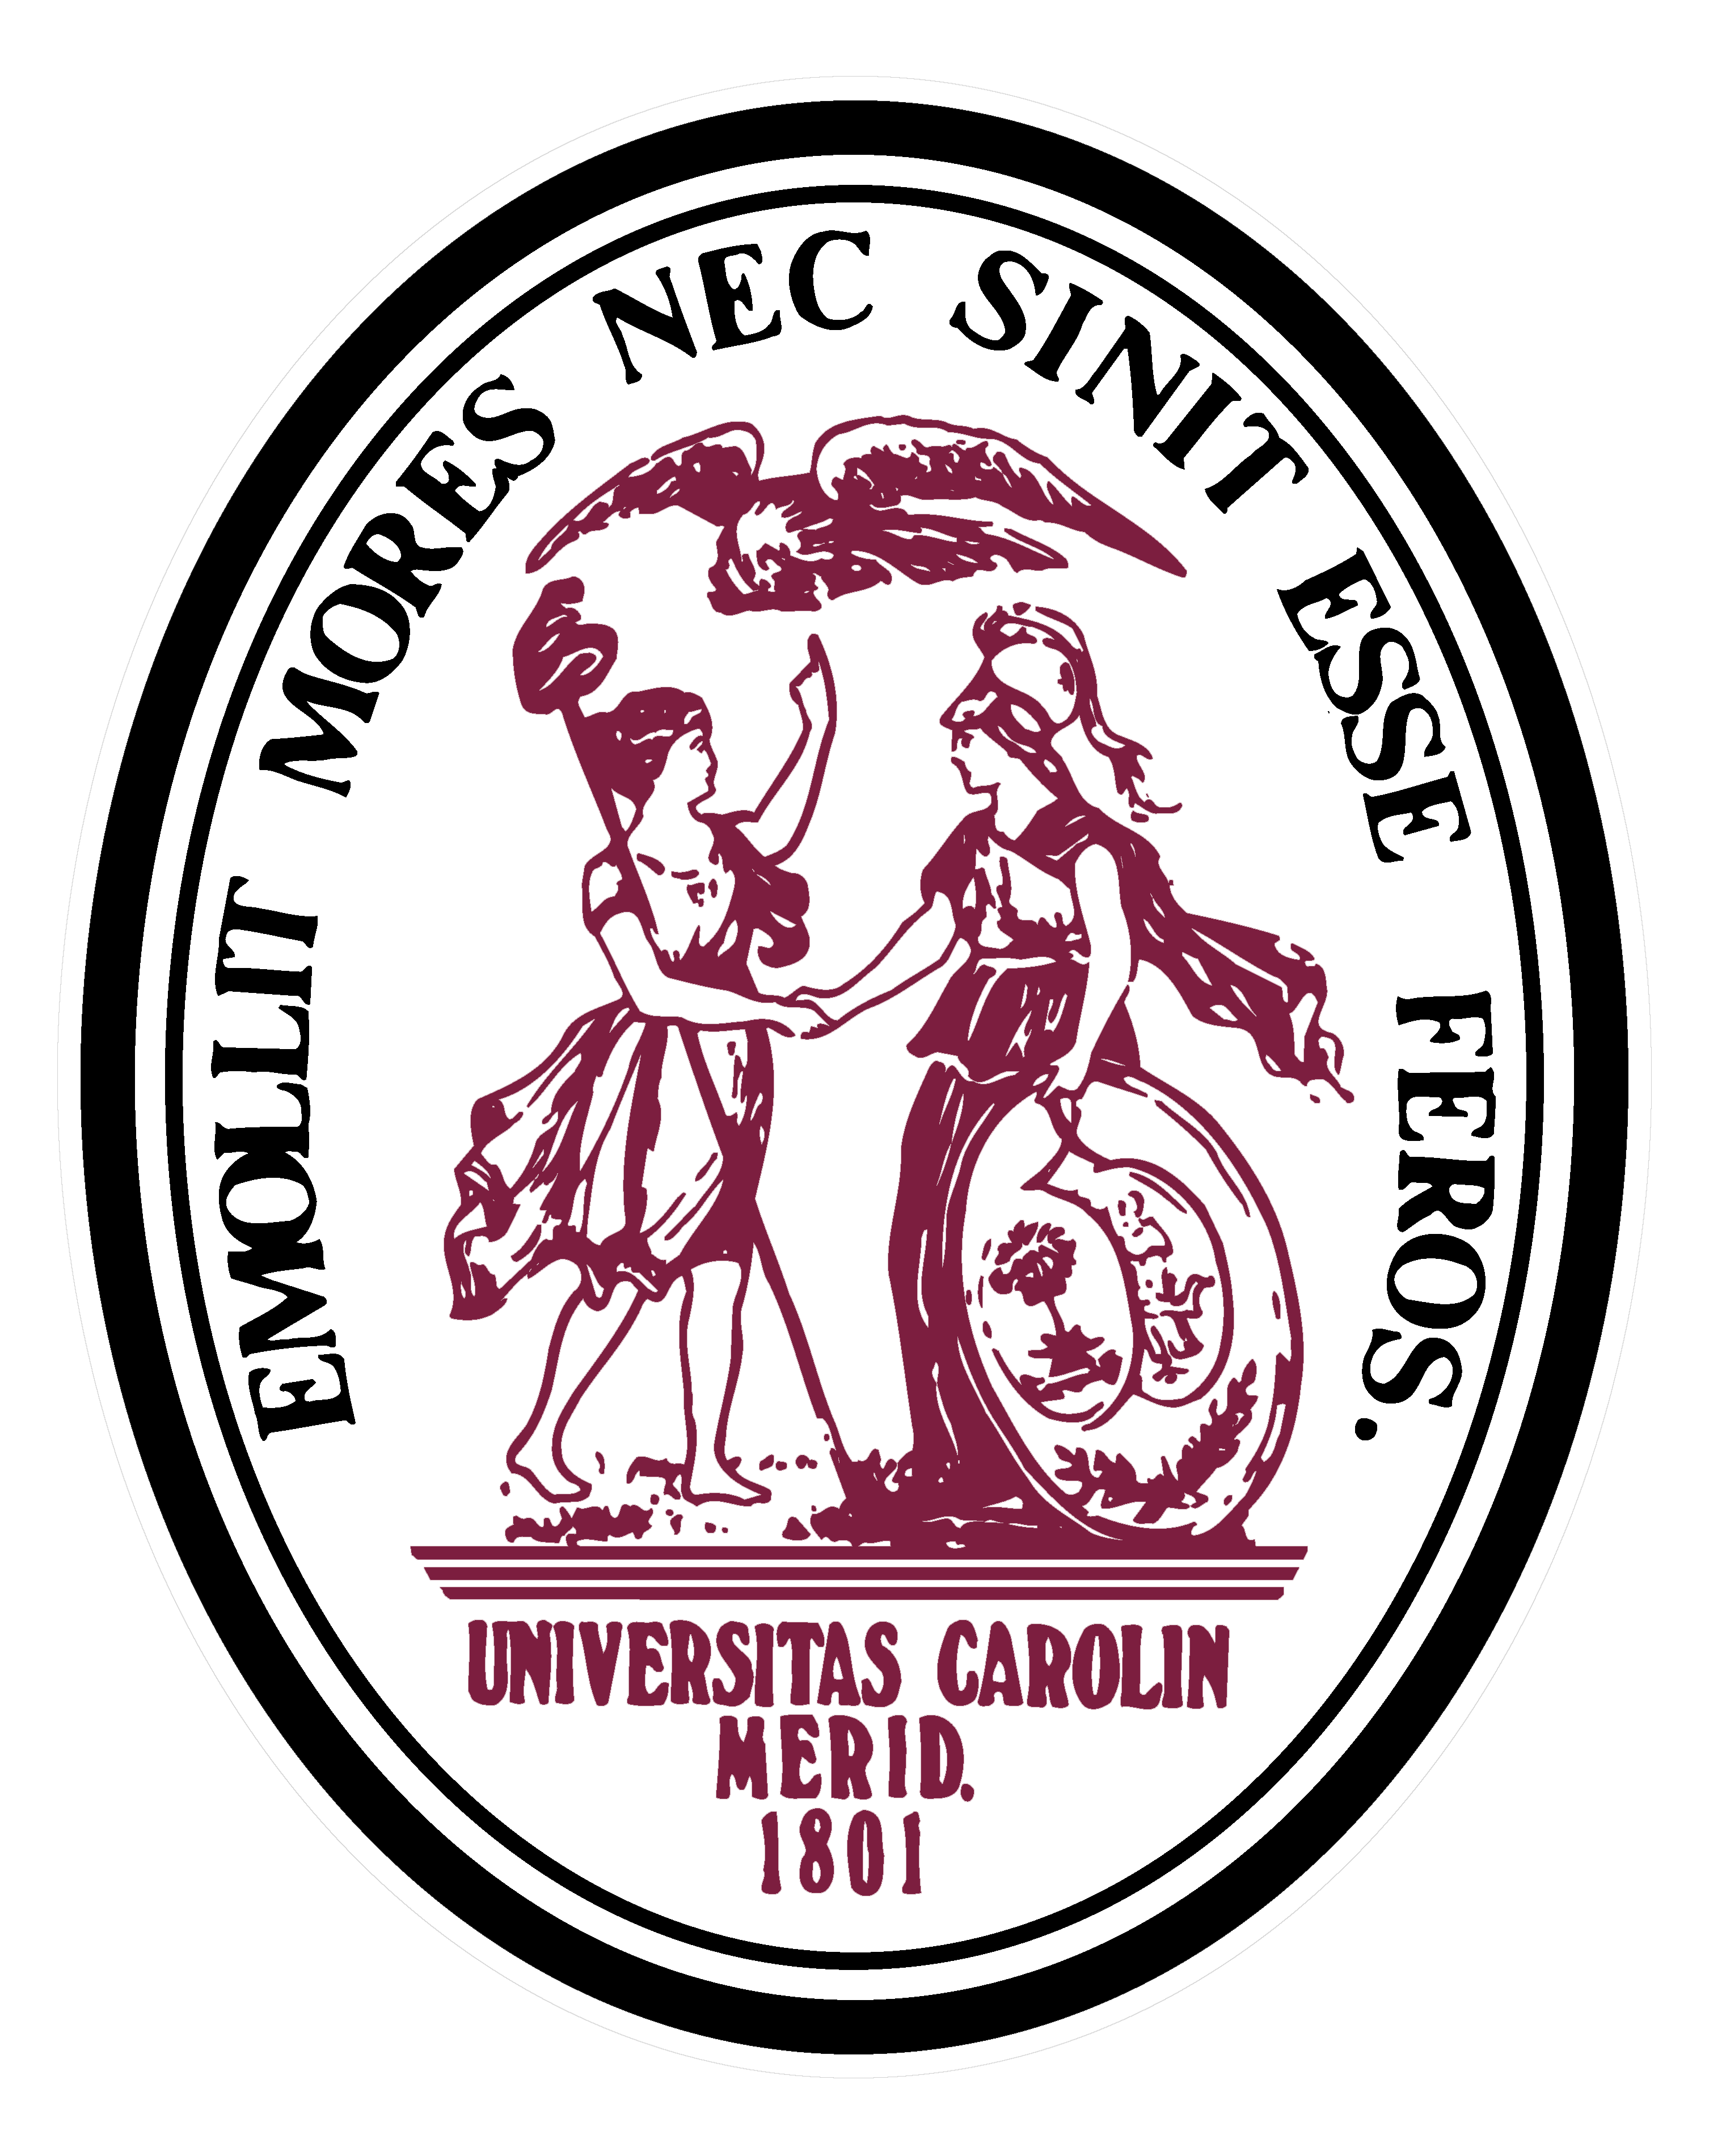 EMOLLIT MORES NEC SINIT ESSE FEROS.
UNIVERSITAS CAROLIN
MERID.
1801